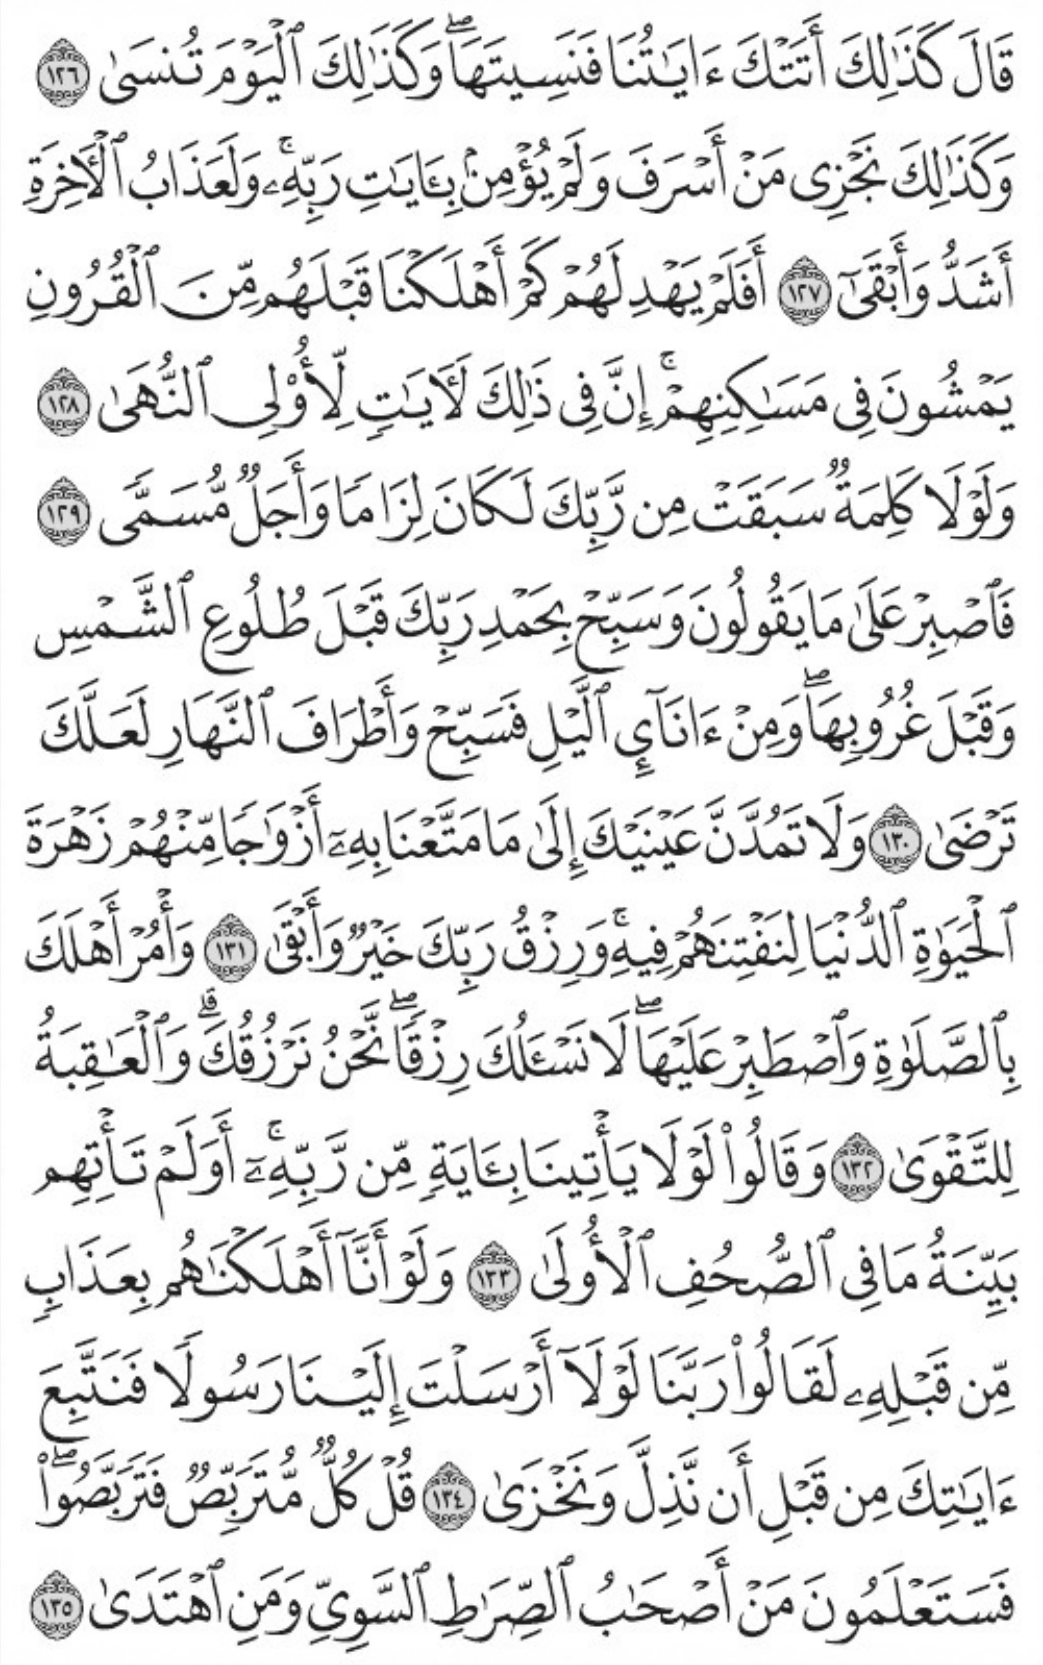 قَالَ كَذَٰلِكَ أَتَتْكَ ءَايَٰتُنَا فَنَسِيتَهَاۖ وَكَذَٰلِكَ ٱلْيَوْمَ تُنسَىٰ ١٢٦
وَكَذَٰلِكَ نَجْزِى مَنْ أَسْرَفَ وَلَمْ يُؤْمِنۢ بِـَٔايَٰتِ رَبِّهِۦۚ وَلَعَذَابُ ٱلْـَٔاخِرَةِ
أَشَدُّ وَأَبْقَىٰٓ ١٢٧ أَفَلَمْ يَهْدِ لَهُمْ كَمْ أَهْلَكْنَا قَبْلَهُم مِّنَ ٱلْقُرُونِ
يَمْشُونَ فِى مَسَٰكِنِهِمْۚ إِنَّ فِى ذَٰلِكَ لَـَٔايَٰتٍ لِّأُو۟لِى ٱلنُّهَىٰ ١٢٨
وَلَوْلَا كَلِمَةٌ سَبَقَتْ مِن رَّبِّكَ لَكَانَ لِزَامًا وَأَجَلٌ مُّسَمًّى ١٢٩
فَٱصْبِرْ عَلَىٰ مَا يَقُولُونَ وَسَبِّحْ بِحَمْدِ رَبِّكَ قَبْلَ طُلُوعِ ٱلشَّمْسِ
وَقَبْلَ غُرُوبِهَاۖ وَمِنْ ءَانَآئِ ٱلَّيْلِ فَسَبِّحْ وَأَطْرَافَ ٱلنَّهَارِ لَعَلَّكَ
تَرْضَىٰ ١٣٠ وَلَا تَمُدَّنَّ عَيْنَيْكَ إِلَىٰ مَا مَتَّعْنَا بِهِۦٓ أَزْوَٰجًا مِّنْهُمْ زَهْرَةَ
ٱلْحَيَوٰةِ ٱلدُّنْيَا لِنَفْتِنَهُمْ فِيهِۚ وَرِزْقُ رَبِّكَ خَيْرٌ وَأَبْقَىٰ ١٣١ وَأْمُرْ أَهْلَكَ
بِٱلصَّلَوٰةِ وَٱصْطَبِرْ عَلَيْهَاۖ لَا نَسْـَٔلُكَ رِزْقًاۖ نَّحْنُ نَرْزُقُكَۗ وَٱلْعَٰقِبَةُ
لِلتَّقْوَىٰ ١٣٢ وَقَالُوا۟ لَوْلَا يَأْتِينَا بِـَٔايَةٍ مِّن رَّبِّهِۦٓۚ أَوَلَمْ تَأْتِهِم
بَيِّنَةُ مَا فِى ٱلصُّحُفِ ٱلْأُولَىٰ ١٣٣ وَلَوْ أَنَّآ أَهْلَكْنَٰهُم بِعَذَابٍ
مِّن قَبْلِهِۦ لَقَالُوا۟ رَبَّنَا لَوْلَآ أَرْسَلْتَ إِلَيْنَا رَسُولًا فَنَتَّبِعَ
ءَايَٰتِكَ مِن قَبْلِ أَن نَّذِلَّ وَنَخْزَىٰ ١٣٤ قُلْ كُلٌّ مُّتَرَبِّصٌ فَتَرَبَّصُوا۟ۖ
فَسَتَعْلَمُونَ مَنْ أَصْحَٰبُ ٱلصِّرَٰطِ ٱلسَّوِىِّ وَمَنِ ٱهْتَدَىٰ ١٣٥